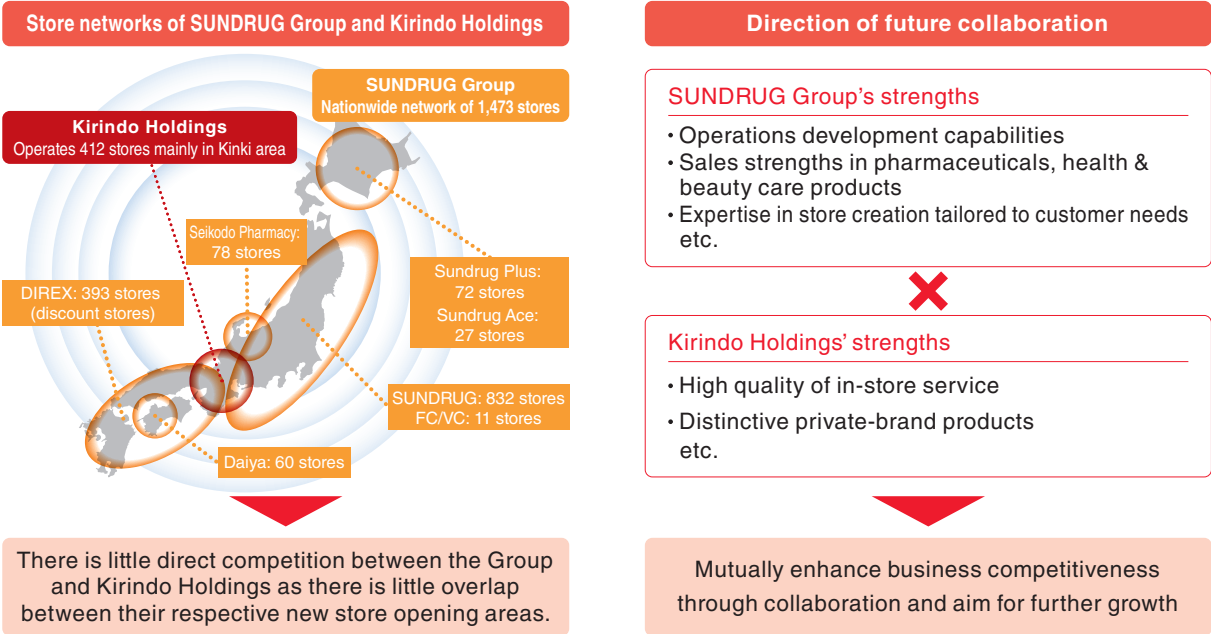 Store networks of SUNDRUG Group and Kirindo Holdings
SUNDRUG Group
Nationwide network of 1,473 stores
Kirindo Holdings
Operates 412 stores mainly in Kinki area
Seikodo Pharmacy:
78 stores
Sundrug Plus:
72 stores
Sundrug Ace:
27 stores
DIREX: 393 stores
(discount stores)
SUNDRUG: 832 stores
FC/VC: 11 stores
Daiya: 60 stores
There is little direct competition between the Group
and Kirindo Holdings as there is little overlap
between their respective new store opening areas.
Direction of future collaboration
SUNDRUG Group’s strengths
• Operations development capabilities
• Sales strengths in pharmaceuticals, health &
beauty care products
• Expertise in store creation tailored to customer needs
etc.
Kirindo Holdings’ strengths
• High quality of in-store service
• Distinctive private-brand products
etc.
Mutually enhance business competitiveness
through collaboration and aim for further growth